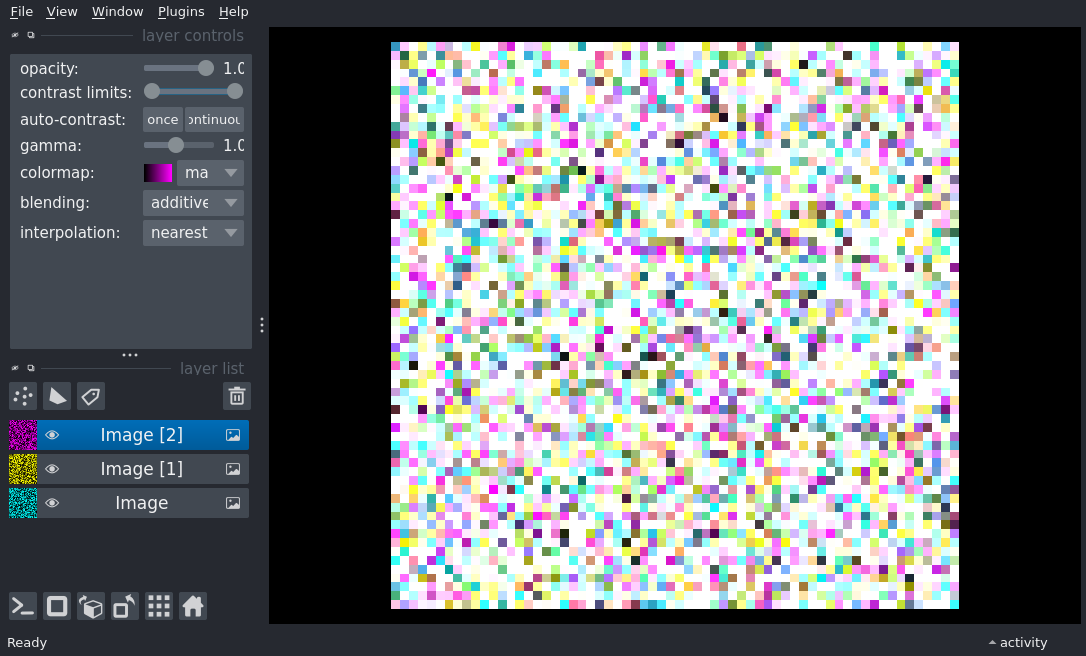 File View Window Plugins Help
layer controls
opacity: 1.0
contrast limits:
auto-contrast: once ontinuou
gamma: 1.0
colormap: ma
blending: additive
interpolation: nearest
layer list
Image [2]
Image [1]
Image
Ready
activity